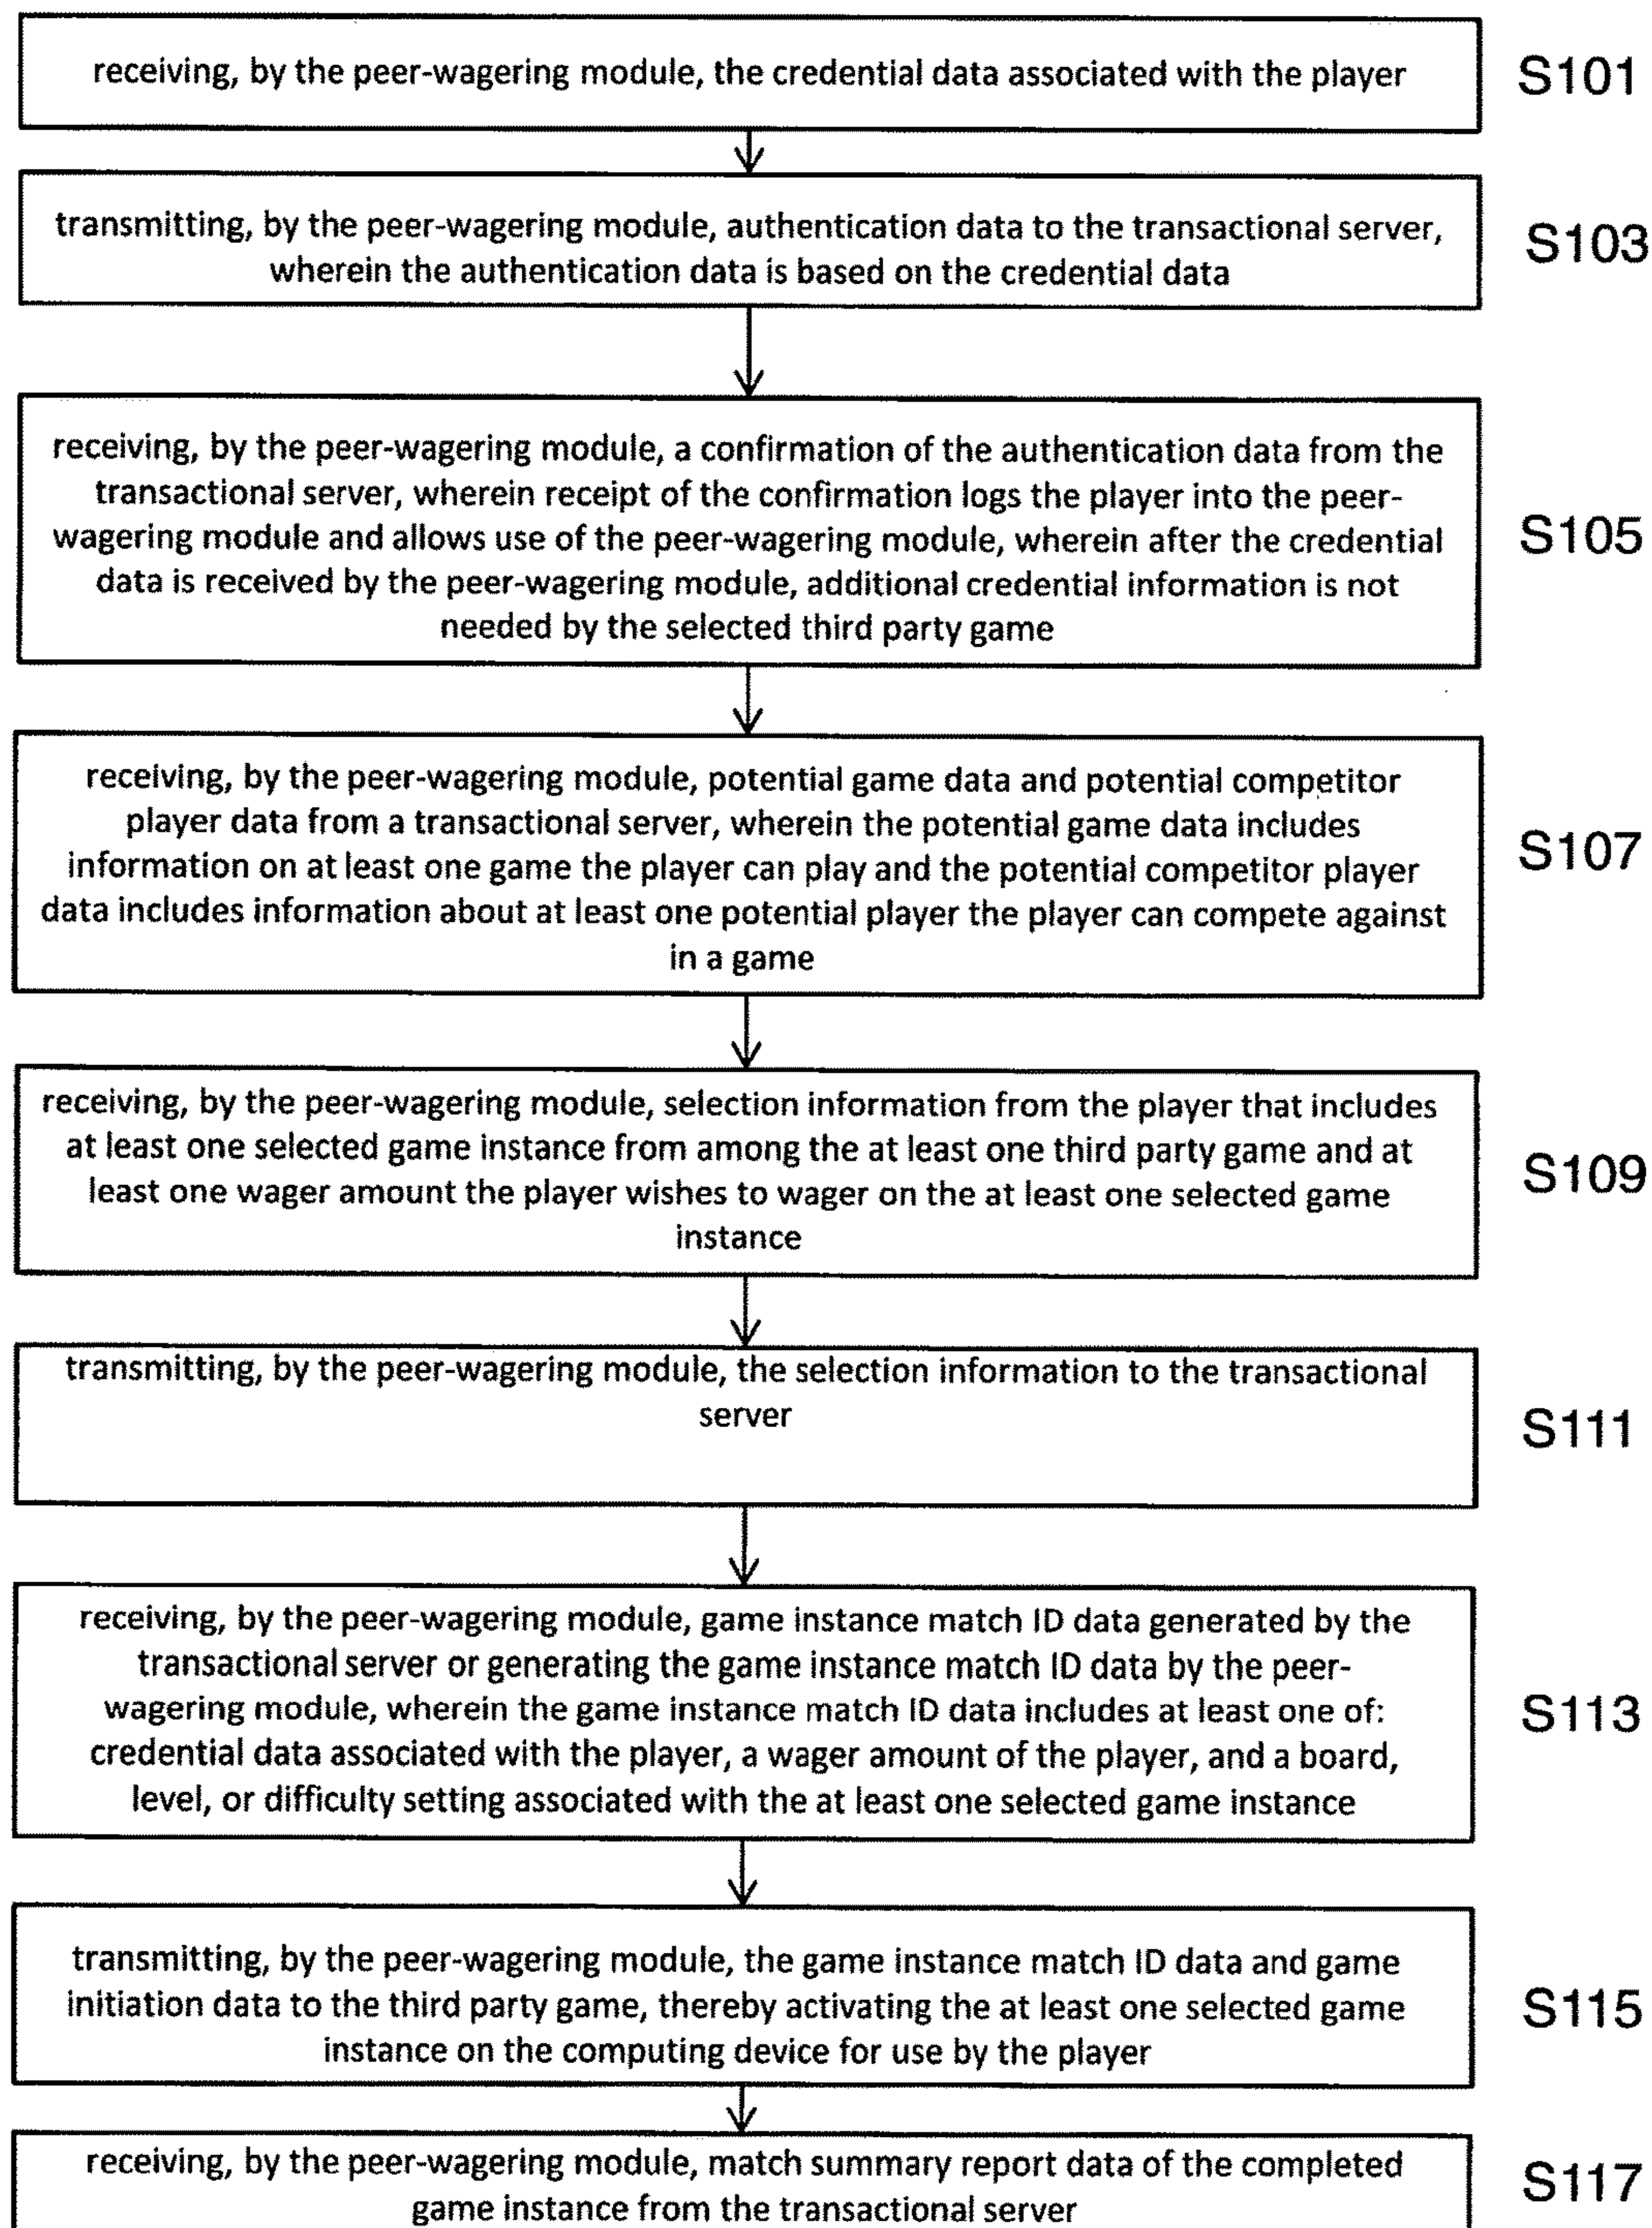 receiving, by the peer-wagering module, the credential data associated with the player
S101
transmitting, by the peer-wagering module, authentication data to the transactional server,
wherein the authentication data is based on the credential data
S103
receiving, by the peer-wagering module, a confirmation of the authentication data from the
transactional server, wherein receipt of the confirmation logs the player into the peer-
wagering module and allows use of the peer-wagering module, wherein after the credential
data is received by the peer-wagering module, additional credential information is not
needed by the selected third party game
S105
receiving, by the peer-wagering module, potential game data and potential competitor
player data from a transactional server, wherein the potential game data includes
information on at least one game the player can play and the potential competitor player
data includes information about at least one potential player the player can compete against
in a game
S107
receiving, by the peer-wagering module, selection information from the player that includes
at least one selected game instance from among the at least one third party game and at
least one wager amount the player wishes to wager on the at least one selected game
instance
S109
transmitting, by the peer-wagering module, the selection information to the transactional
server
S111
receiving, by the peer-wagering module, game instance match ID data generated by the
transactional server or generating the game instance match ID data by the peer-
wagering module, wherein the game instance match ID data includes at least one of:
credential data associated with the player, a wager amount of the player, and a board,
level, or difficulty setting associated with the at least one selected game instance
S113
transmitting, by the peer-wagering module, the game instance match ID data and game
initiation data to the third party game, thereby activating the at least one selected game
instance on the computing device for use by the player
S115
receiving, by the peer-wagering module, match summary report data of the completed
game instance from the transactional server
S117